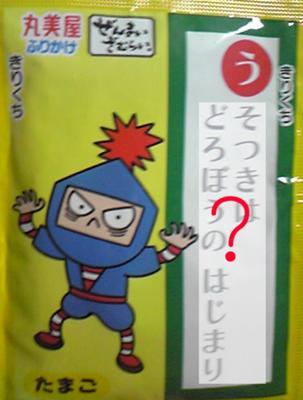 丸美屋
ふりかけ
ぜんまい
ざむらい
きりくち
きりくち
う
そつきは
どろぼうの はじまり
？
たまご